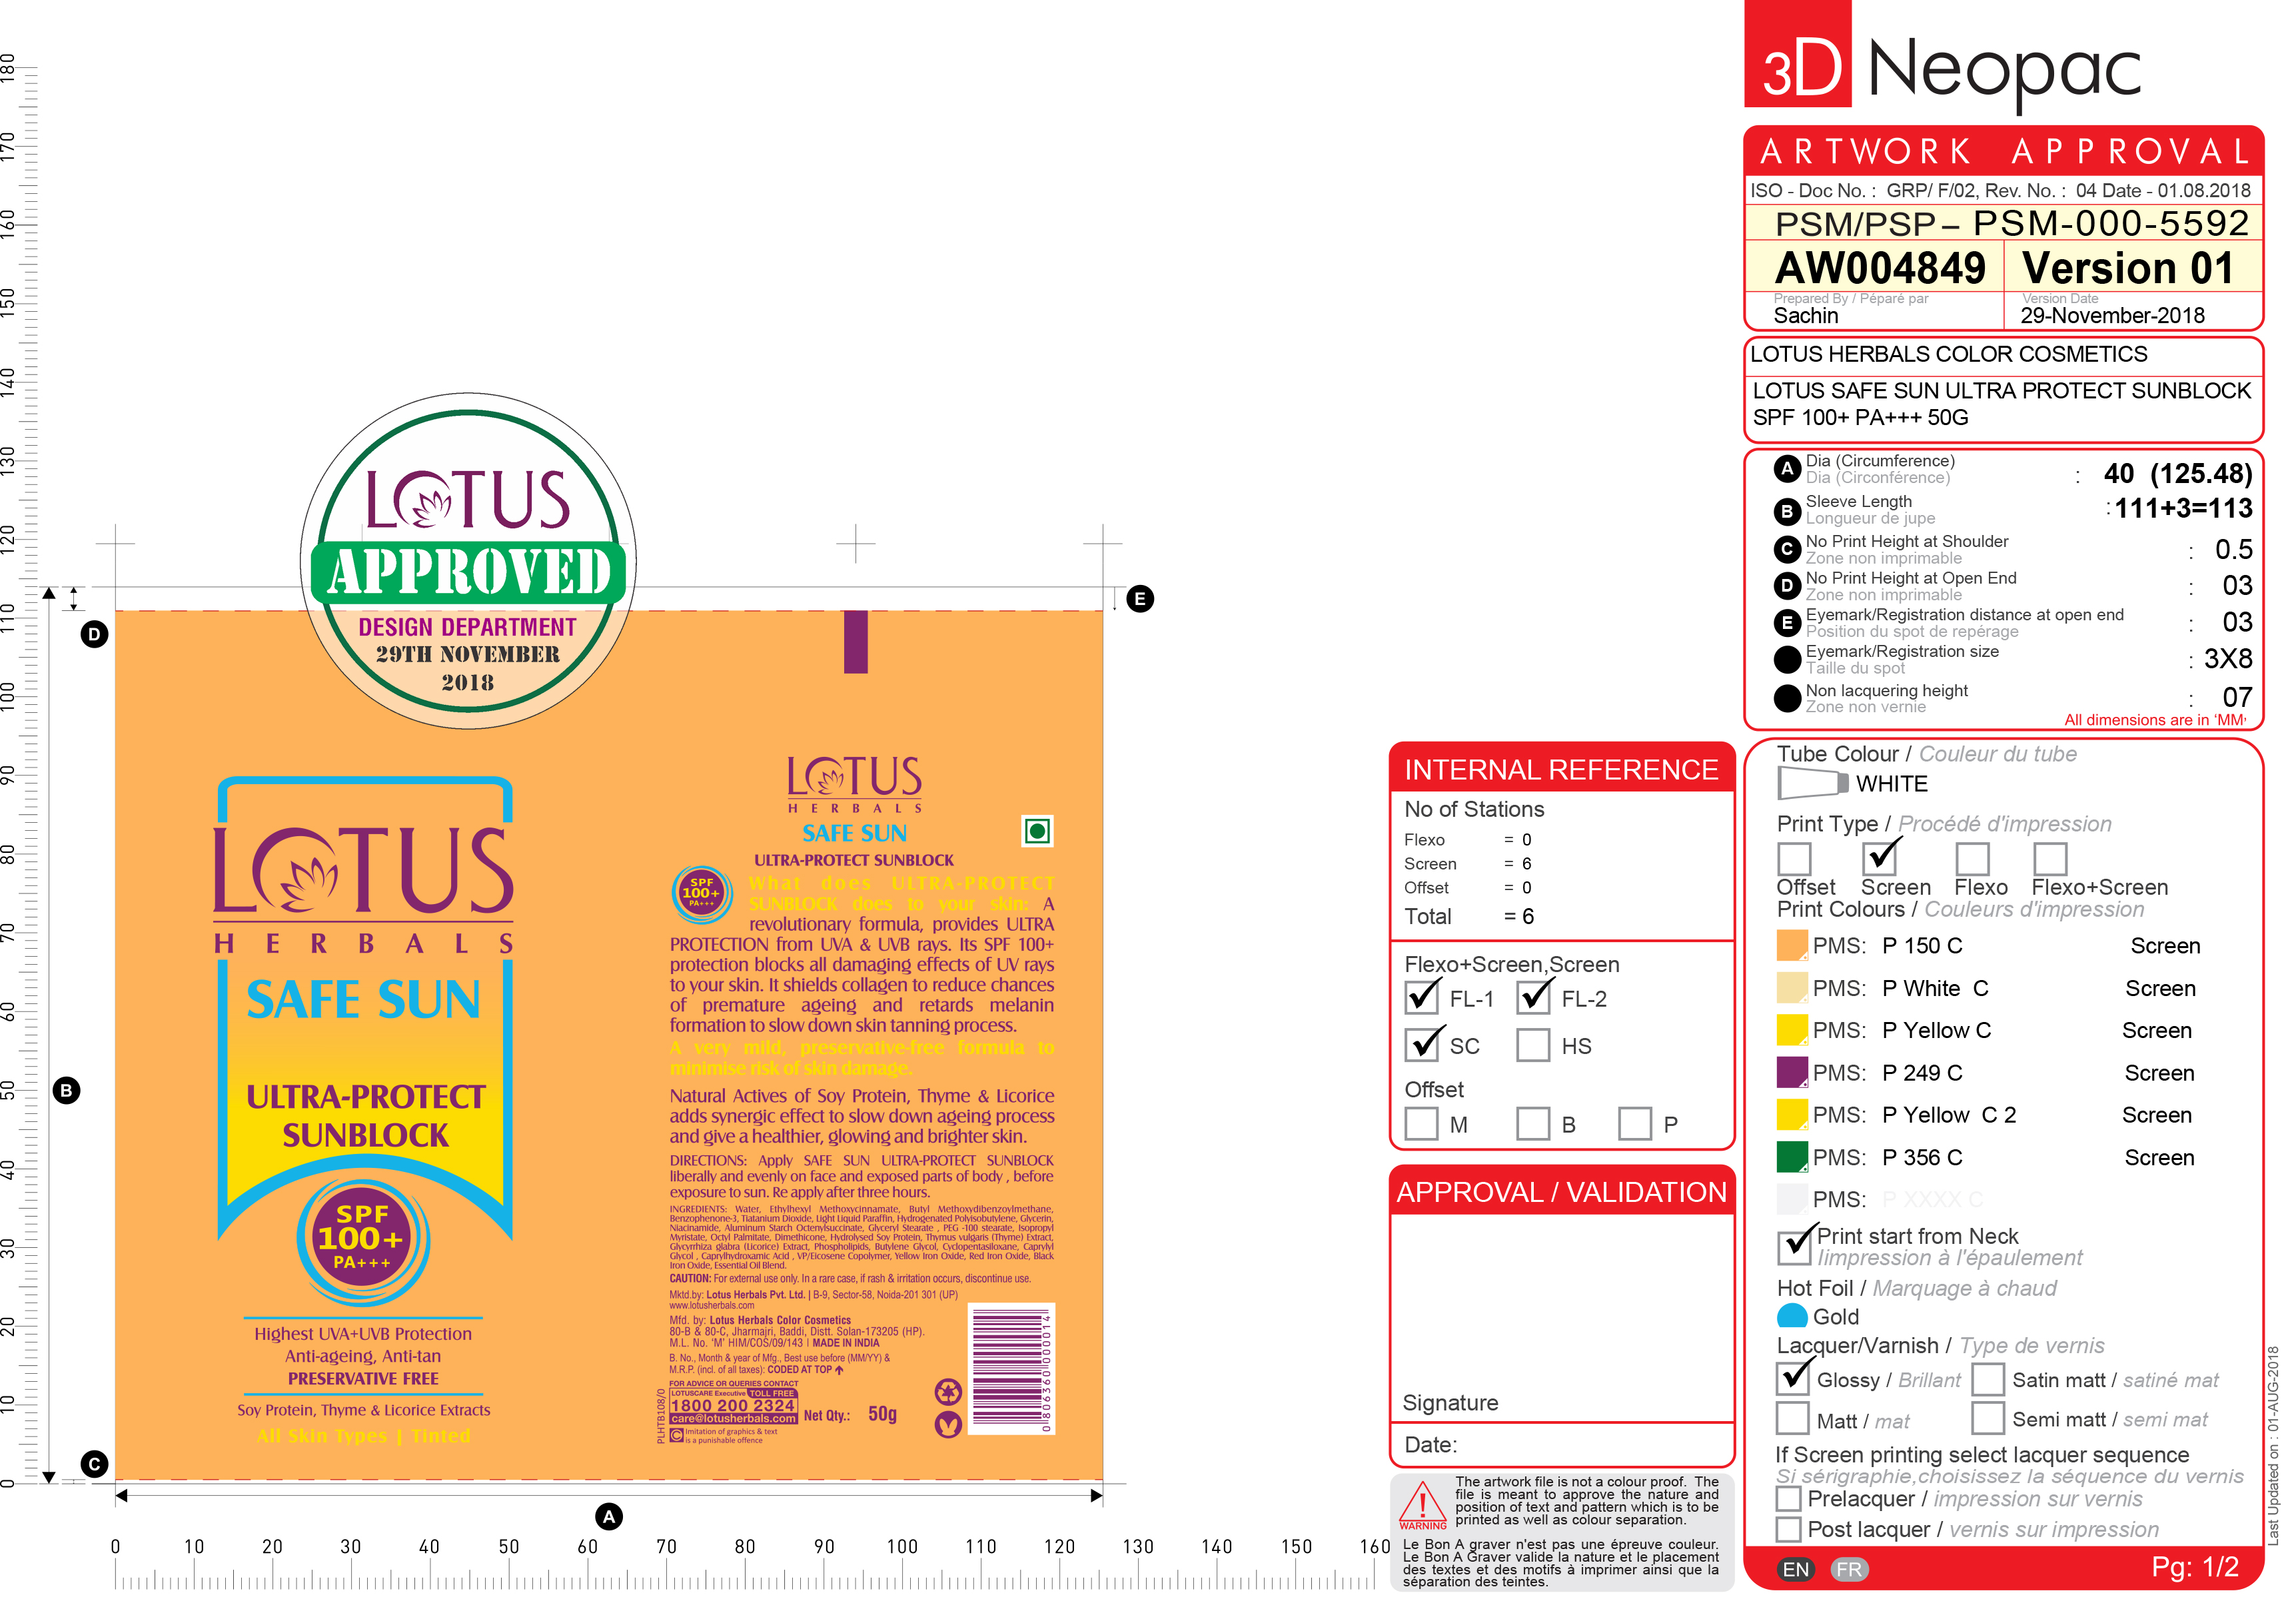 3D Neopac
ARTWORK APPROVAL
ISO - Doc No. : GRP/ F/02, Rev. No. : 04 Date - 01.08.2018
PSM/PSP – PSM-000-5592
AW004849 Version 01
Prepared By / Péparé par Version Date
Sachin 29-November-2018
LOTUS HERBALS COLOR COSMETICS
LOTUS SAFE SUN ULTRA PROTECT SUNBLOCK
SPF 100+ PA+++ 50G
A Dia (Circumference) : 40 (125.48)
Dia (Circonférence)
B Sleeve Length : 111+3=113
Longueur de jupe
C No Print Height at Shoulder : 0.5
Zone non imprimable
D No Print Height at Open End : 03
Zone non imprimable
E Eyemark/Registration distance at open end : 03
Position du spot de repérage
Eyemark/Registration size : 3X8
Taille du spot
Non lacquering height : 07
Zone non vernie
All dimensions are in 'MM'
Tube Colour / Couleur du tube
WHITE
Print Type / Procédé d'impression
Offset Screen Flexo Flexo+Screen
Print Colours / Couleurs d'impression
PMS: P 150 C Screen
PMS: P White C Screen
PMS: P Yellow C Screen
PMS: P 249 C Screen
PMS: P Yellow C 2 Screen
PMS: P 356 C Screen
PMS: P XXXX C
Print start from Neck
Iimpression à l'épaulement
Hot Foil / Marquage à chaud
Gold
Lacquer/Varnish / Type de vernis
Glossy / Brillant Satin matt / satiné mat
Matt / mat Semi matt / semi mat
If Screen printing select lacquer sequence
Si sérigraphie,choisissez la séquence du vernis
Prelacquer / impression sur vernis
Post lacquer / vernis sur impression
EN FR Pg: 1/2
Last Updated on : 01-AUG-2018
INTERNAL REFERENCE
No of Stations
Flexo = 0
Screen = 6
Offset = 0
Total = 6
Flexo+Screen,Screen
FL-1 FL-2
SC HS
Offset
M B P
APPROVAL / VALIDATION
Signature
Date:
WARNING
The artwork file is not a colour proof. The
file is meant to approve the nature and
position of text and pattern which is to be
printed as well as colour separation.
Le Bon A graver n'est pas une épreuve couleur.
Le Bon A Graver valide la nature et le placement
des textes et des motifs à imprimer ainsi que la
séparation des teintes.
LOTUS
APPROVED
DESIGN DEPARTMENT
29TH NOVEMBER
2018
LOTUS
HERBALS
SAFE SUN
ULTRA-PROTECT
SUNBLOCK
SPF
100+
PA+++
Highest UVA+UVB Protection
Anti-ageing, Anti-tan
PRESERVATIVE FREE
Soy Protein, Thyme & Licorice Extracts
All Skin Types | Tinted
LOTUS
HERBALS
SAFE SUN
ULTRA-PROTECT SUNBLOCK
SPF
100+
PA+++
What does ULTRA-PROTECT
SUNBLOCK does to your skin: A
revolutionary formula, provides ULTRA
PROTECTION from UVA & UVB rays. Its SPF 100+
protection blocks all damaging effects of UV rays
to your skin. It shields collagen to reduce chances
of premature ageing and retards melanin
formation to slow down skin tanning process.
A very mild, preservative-free formula to
minimise risk of skin damage.
Natural Actives of Soy Protein, Thyme & Licorice
adds synergic effect to slow down ageing process
and give a healthier, glowing and brighter skin.
DIRECTIONS: Apply SAFE SUN ULTRA-PROTECT SUNBLOCK
liberally and evenly on face and exposed parts of body , before
exposure to sun. Re apply after three hours.
INGREDIENTS: Water, Ethylhexyl Methoxycinnamate, Butyl Methoxydibenzoylmethane,
Benzophenone-3, Tiatanium Dioxide, Light Liquid Paraffin, Hydrogenated Polyisobutylene, Glycerin,
Niacinamide, Aluminum Starch Octenylsuccinate, Glyceryl Stearate , PEG -100 stearate, Isopropyl
Myristate, Octyl Palmitate, Dimethicone, Hydrolysed Soy Protein, Thymus vulgaris (Thyme) Extract,
Glycyrrhiza glabra (Licorice) Extract, Phospholipids, Butylene Glycol, Cyclopentasiloxane, Caprylyl
Glycol , Caprylhydroxamic Acid , VP/Eicosene Copolymer, Yellow Iron Oxide, Red Iron Oxide, Black
Iron Oxide, Essential Oil Blend.
CAUTION: For external use only. In a rare case, if rash & irritation occurs, discontinue use.
Mktd.by: Lotus Herbals Pvt. Ltd. | B-9, Sector-58, Noida-201 301 (UP)
www.lotusherbals.com
Mfd. by: Lotus Herbals Color Cosmetics
80-B & 80-C, Jharmajri, Baddi, Distt. Solan-173205 (HP).
M.L. No. 'M' HIM/COS/09/143 | MADE IN INDIA
B. No., Month & year of Mfg., Best use before (MM/YY) &
M.R.P. (incl. of all taxes): CODED AT TOP
FOR ADVICE OR QUERIES CONTACT
LOTUSCARE Executive TOLL FREE
1800 200 2324
care@lotusherbals.com
Net Qty.: 50g
C Imitation of graphics & text
is a punishable offence
PLHTB108/0
0 806360 000014
D
E
B
C
A
180
170
160
150
140
130
120
110
100
90
80
70
60
50
40
30
20
10
0
0 10 20 30 40 50 60 70 80 90 100 110 120 130 140 150 160